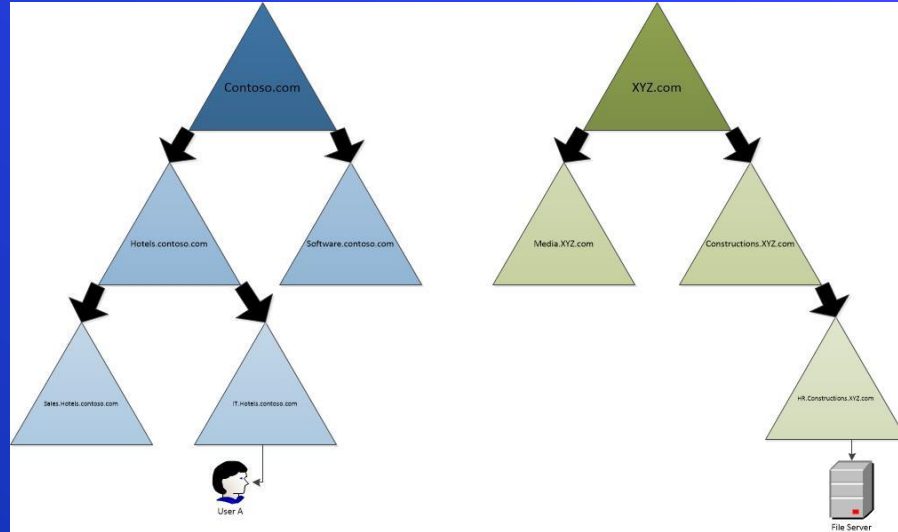 Contoso.com
XYZ.com
Hotels.contoso.com
Software.contoso.com
Media.XYZ.com
Constructions.XYZ.com
Sales.Hotels.contoso.com
IT.Hotels.contoso.com
HR.Constructions.XYZ.com
User A
File Server